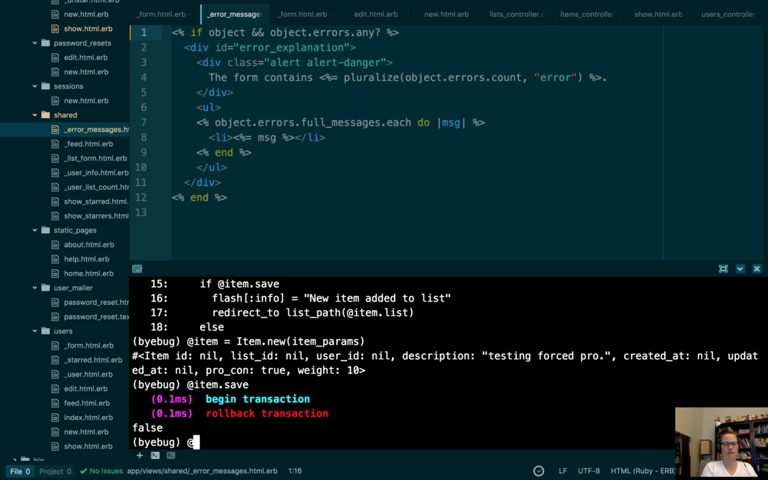 _form.html.erb
_error_message
_form.html.erb
edit.html.erb
new.html.erb
lists_controller.
items_controlle
show.html.erb
users_controlle
new.html.erb
show.html.erb
password_resets
edit.html.erb
new.html.erb
sessions
new.html.erb
shared
_error_messages.ht
_feed.html.erb
_list_form.html.erb
_user_info.html.erb
_user_list_count.ht
show_starred.html.
show_starrers.htm
static_pages
about.html.erb
help.html.erb
home.html.erb
user_mailer
password_reset.ht
password_reset.te
users
_form.html.erb
_starred.html.erb
_user.html.erb
edit.html.erb
feed.html.erb
index.html.erb
new.html.erb
show.html.erb
1 <% if object && object.errors.any? %>
2 <div id="error_explanation">
3 <div class="alert alert-danger">
4 The form contains <%= pluralize(object.errors.count, "error") %>.
5 </div>
6 <ul>
7 <% object.errors.full_messages.each do |msg| %>
8 <li><%= msg %></li>
9 <% end %>
10 </ul>
11 </div>
12 <% end %>
13
15: if @item.save
16: flash[:info] = "New item added to list"
17: redirect_to list_path(@item.list)
18: else
(byebug) @item = Item.new(item_params)
#<Item id: nil, list_id: nil, user_id: nil, description: "testing forced pro.", created_at: nil, updat
ed_at: nil, pro_con: true, weight: 10>
(byebug) @item.save
(0.1ms) begin transaction
(0.1ms) rollback transaction
false
(byebug) @
File 0 Project 0 No Issues app/views/shared/_error_messages.html.erb 1:16 LF UTF-8 HTML (Ruby - ERB